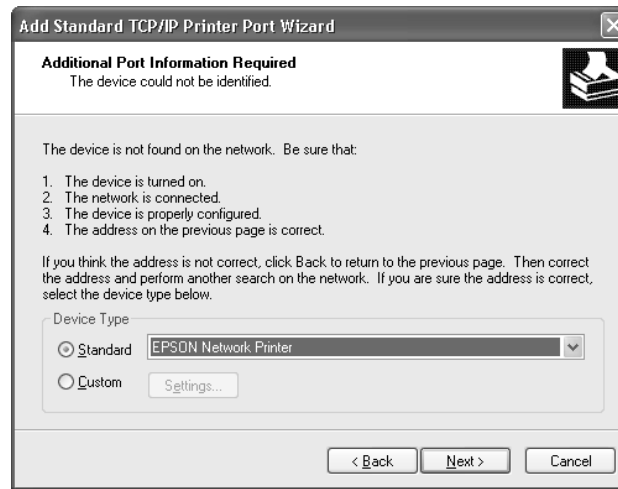 Add Standard TCP/IP Printer Port Wizard
Additional Port Information Required
The device could not be identified.
The device is not found on the network. Be sure that:
1. The device is turned on.
2. The network is connected.
3. The device is properly configured.
4. The address on the previous page is correct.
If you think the address is not correct, click Back to return to the previous page. Then correct
the address and perform another search on the network. If you are sure the address is correct,
select the device type below.
Device Type
Standard EPSON Network Printer
Custom Settings...
< Back Next > Cancel